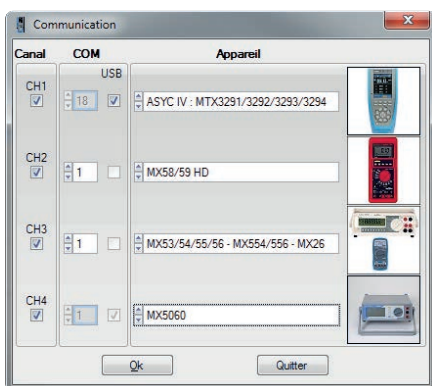 Communication
Canal COM Appareil
USB
CH1
18 ASYC IV : MTX3291/3292/3293/3294
CH2
1 MX58/59 HD
CH3
1 MX53/54/55/56 - MX554/556 - MX26
CH4
1 MX5060
Ok Quitter